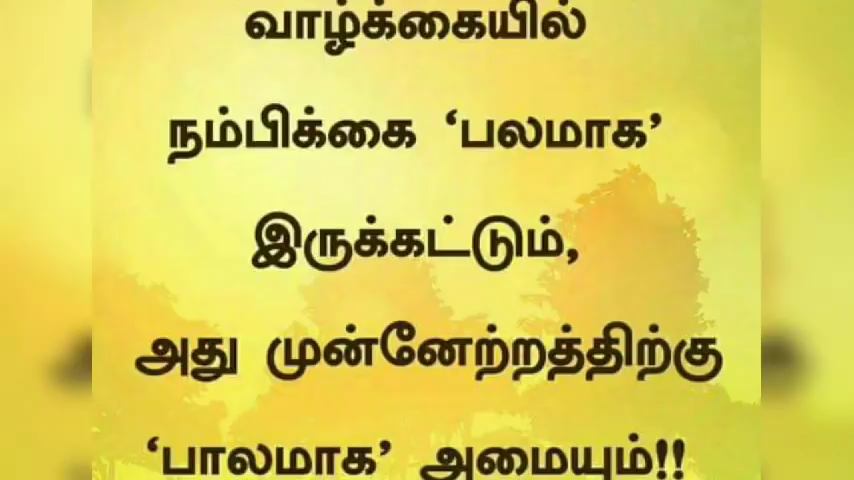 வாழ்க்கையில்
நம்பிக்கை ‘பலமாக’
இருக்கட்டும்,
அது முன்னேற்றத்திற்கு
‘பாலமாக’ அமையும்!!